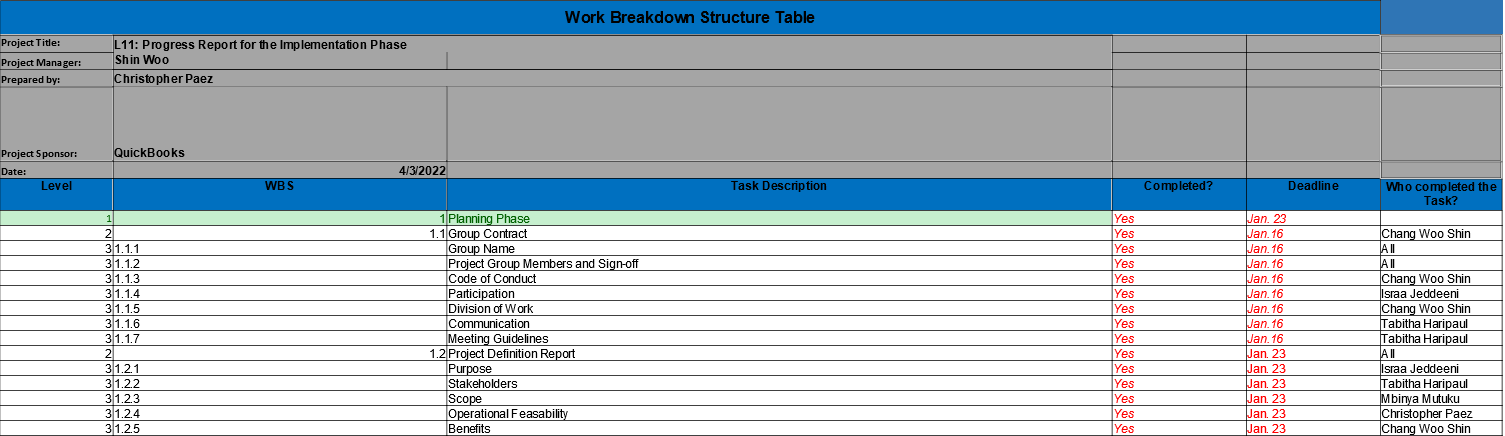 Work Breakdown Structure Table
Project Title: L11: Progress Report for the Implementation Phase
Project Manager: Shin Woo
Prepared by: Christopher Paez
Project Sponsor: QuickBooks
Date: 4/3/2022
Level WBS Task Description Completed? Deadline Who completed the Task?
1 1 Planning Phase Yes Jan. 23
2 1.1 Group Contract Yes Jan.16 Chang Woo Shin
3 1.1.1 Group Name Yes Jan.16 All
3 1.1.2 Project Group Members and Sign-off Yes Jan.16 All
3 1.1.3 Code of Conduct Yes Jan.16 Chang Woo Shin
3 1.1.4 Participation Yes Jan.16 Israa Jeddeeni
3 1.1.5 Division of Work Yes Jan.16 Chang Woo Shin
3 1.1.6 Communication Yes Jan.16 Tabitha Haripaul
3 1.1.7 Meeting Guidelines Yes Jan.16 Tabitha Haripaul
2 1.2 Project Definition Report Yes Jan. 23 All
3 1.2.1 Purpose Yes Jan. 23 Israa Jeddeeni
3 1.2.2 Stakeholders Yes Jan. 23 Tabitha Haripaul
3 1.2.3 Scope Yes Jan. 23 Mbinya Mutuku
3 1.2.4 Operational Feasability Yes Jan. 23 Christopher Paez
3 1.2.5 Benefits Yes Jan. 23 Chang Woo Shin